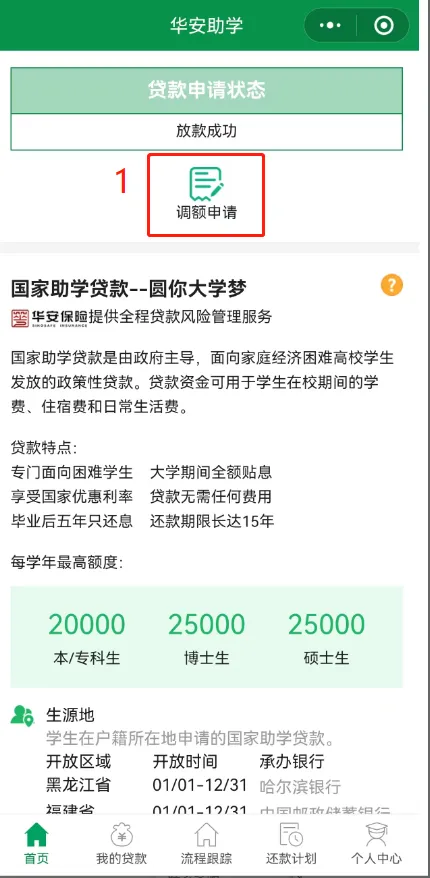 华安助学
贷款申请状态
放款成功
1
调额申请
国家助学贷款--圆你大学梦
?
华安保险提供全程贷款风险管理服务
SINOSAFE INSURANCE
国家助学贷款是由政府主导，面向家庭经济困难高校学生
发放的政策性贷款。贷款资金可用于学生在校期间的学
费、住宿费和日常生活费。
贷款特点：
专门面向困难学生 大学期间全额贴息
享受国家优惠利率 贷款无需任何费用
毕业后五年只还息 还款期限长达15年
每学年最高额度：
20000 25000 25000
本/专科生 博士生 硕士生
生源地
学生在户籍所在地申请的国家助学贷款。
开放区域 开放时间 承办银行
黑龙江省 01/01-12/31 哈尔滨银行
福建省 01/01-12/31 中国邮政储蓄银行
首页 我的贷款 流程跟踪 还款计划 个人中心